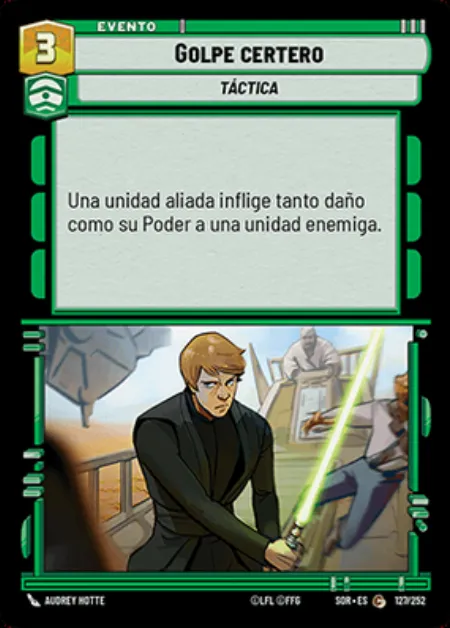 EVENTO
3
GOLPE CERTERO
TÁCTICA
Una unidad aliada inflige tanto daño
como su Poder a una unidad enemiga.
AUDREY HOTTE
©LFL ©FFG
SOR • ES C 127/252